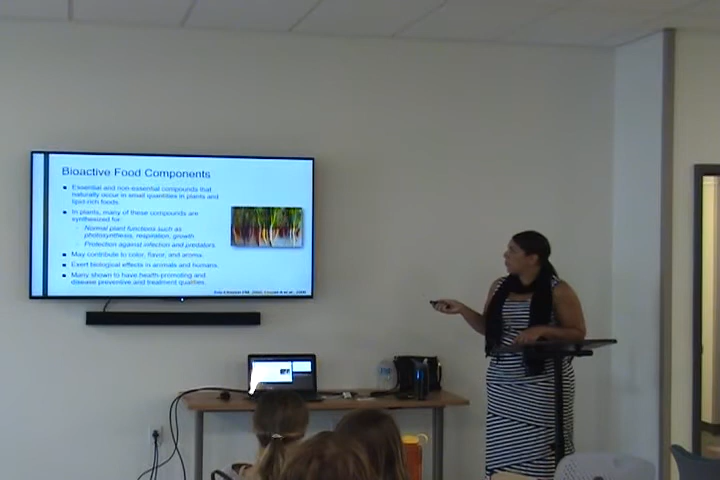 Bioactive Food Components
Essential and non-essential compounds that
naturally occur in small quantities in plants and
lipid-rich foods.
In plants, many of these compounds are
synthesized for:
Normal plant functions such as
photosynthesis, respiration, growth
Protection against infection and predators.
May contribute to color, flavor, and aroma.
Exert biological effects in animals and humans.
Many shown to have health-promoting and
disease preventive and treatment qualities.